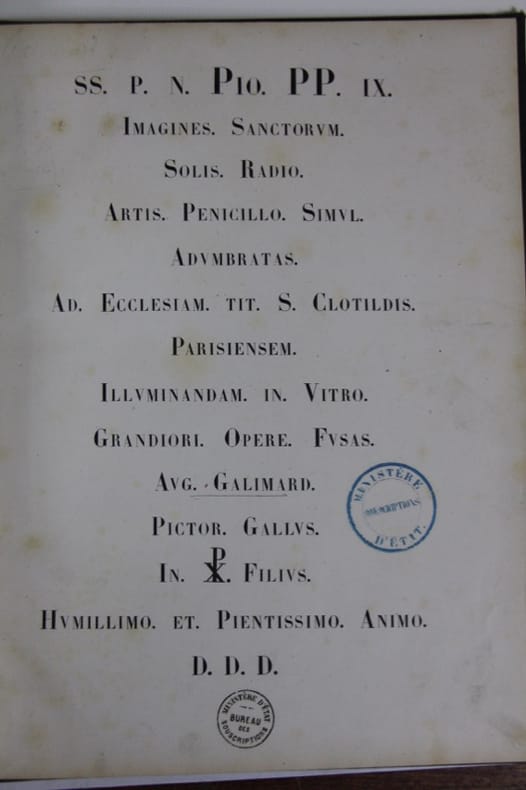 SS. P. N. PIO. PP. IX.
IMAGINES. SANCTORVM.
SOLIS. RADIO.
ARTIS. PENICILLO. SIMVL.
ADVMBRATAS.
AD. ECCLESIAM. TIT. S. CLOTILDIS.
PARISIENSEM.
ILLVMINANDAM. IN. VITRO.
GRANDIORI. OPERE. FVSAS.
AVG. GALIMARD.
PICTOR. GALLVS.
IN. ☧. FILIVS.
HVMILLIMO. ET. PIENTISSIMO. ANIMO.
D. D. D.
MINISTÈRE
SOUSCRIPTIONS
D'ÉTAT.
MINISTÈRE D'ÉTAT
BUREAU
DES
SOUSCRIPTIONS